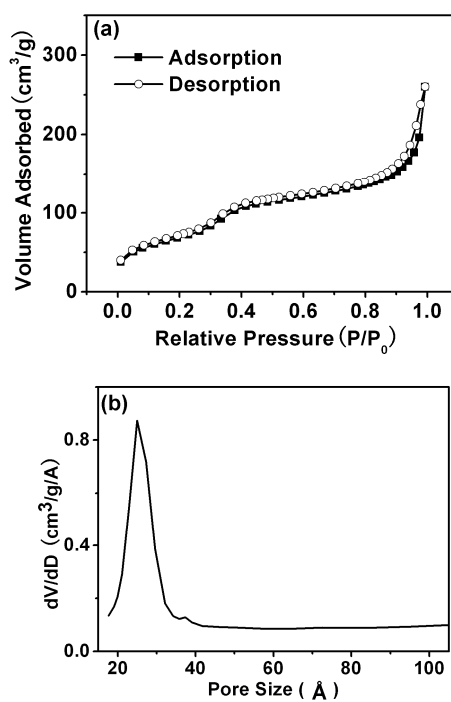 (a)
Adsorption
Desorption
Volume Adsorbed (cm³/g)
300
200
100
0
0.0 0.2 0.4 0.6 0.8 1.0
Relative Pressure (P/P₀)
(b)
dV/dD (cm³/g/A)
0.8
0.4
0.0
20 40 60 80 100
Pore Size ( Å )